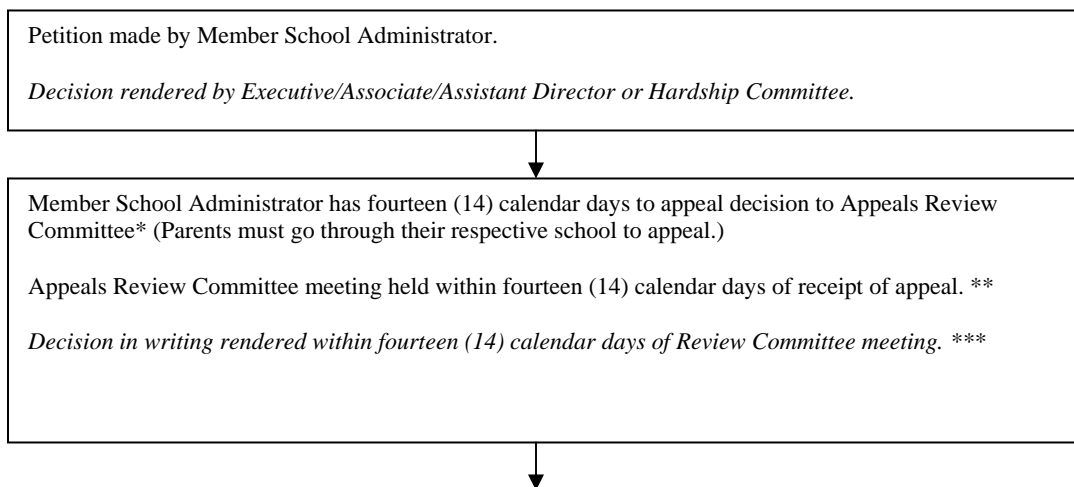 Petition made by Member School Administrator.
Decision rendered by Executive/Associate/Assistant Director or Hardship Committee.
Member School Administrator has fourteen (14) calendar days to appeal decision to Appeals Review
Committee* (Parents must go through their respective school to appeal.)
Appeals Review Committee meeting held within fourteen (14) calendar days of receipt of appeal. **
Decision in writing rendered within fourteen (14) calendar days of Review Committee meeting. ***